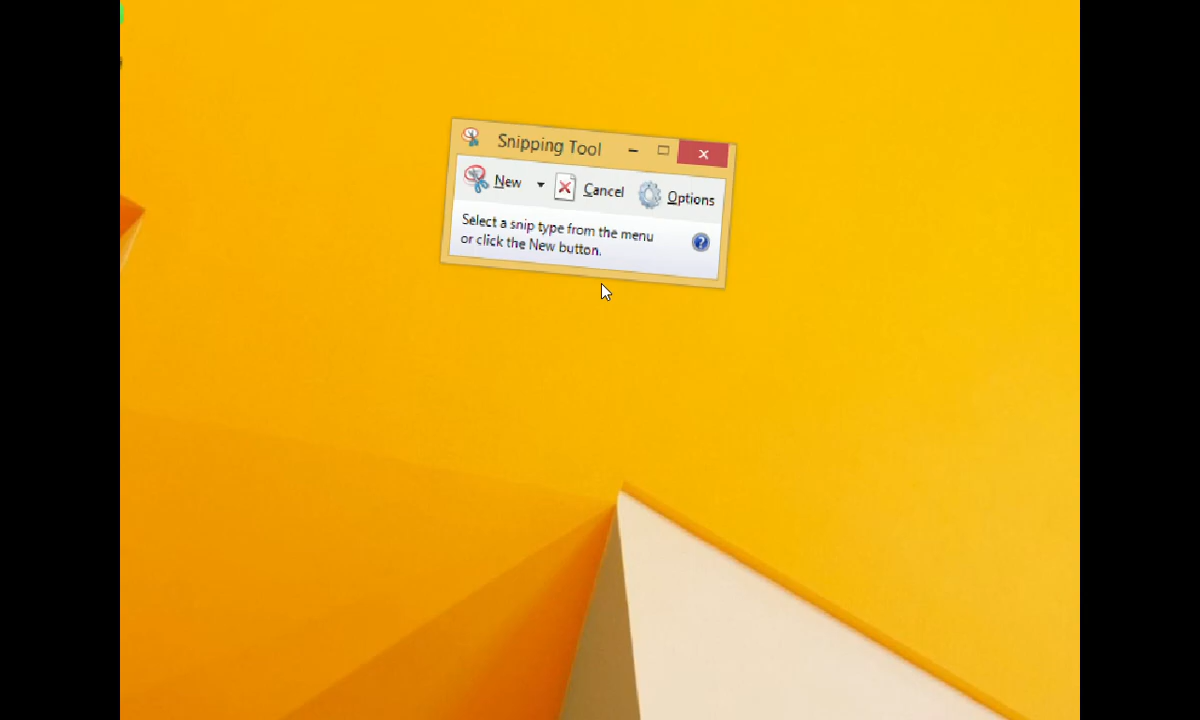 Snipping Tool
New Cancel Options
Select a snip type from the menu
or click the New button.